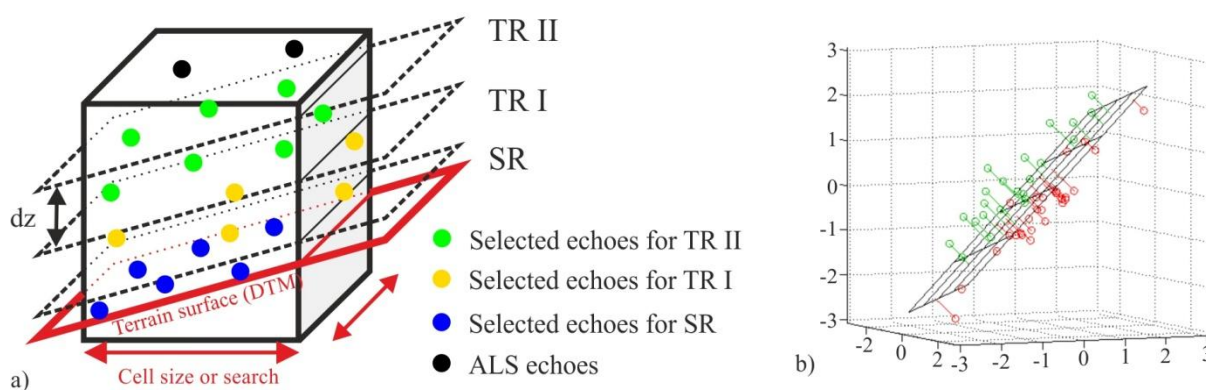 TR II
TR I
SR
dz
Terrain surface (DTM)
Cell size or search
a)
Selected echoes for TR II
Selected echoes for TR I
Selected echoes for SR
ALS echoes
b)
3
2
1
0
-1
-2
-3
-2
0
2
-3
-2
-1
0
1
2
3